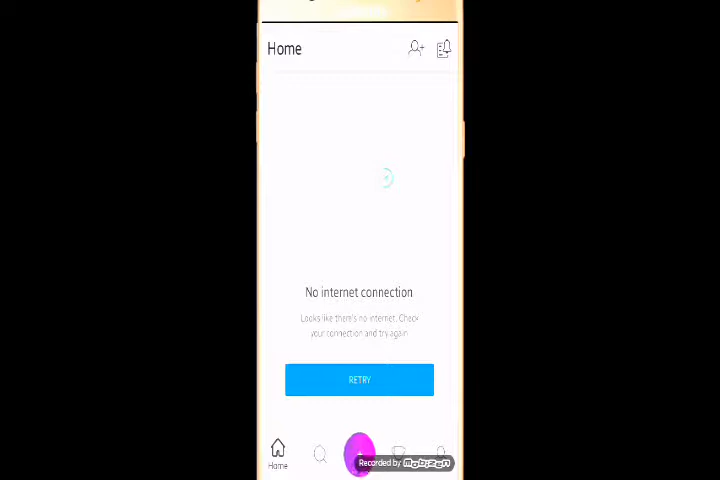 Home
No internet connection
Looks like there's no internet. Check
your connection and try again
RETRY
Home
Recorded by mobizen